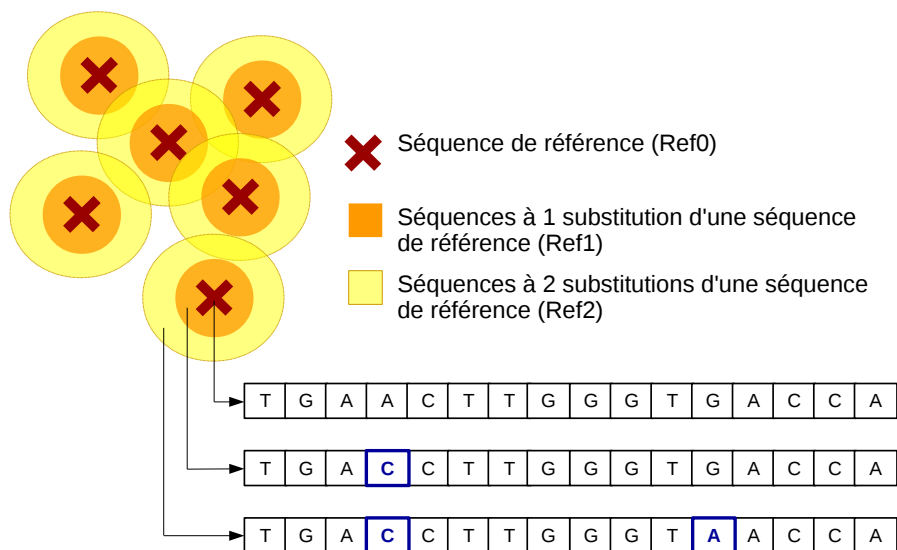 Séquence de référence (Ref0)
Séquences à 1 substitution d'une séquence
de référence (Ref1)
Séquences à 2 substitutions d'une séquence
de référence (Ref2)
T G A A C T T G G G T G A C C A
T G A C C T T G G G T G A C C A
T G A C C T T G G G T A A C C A